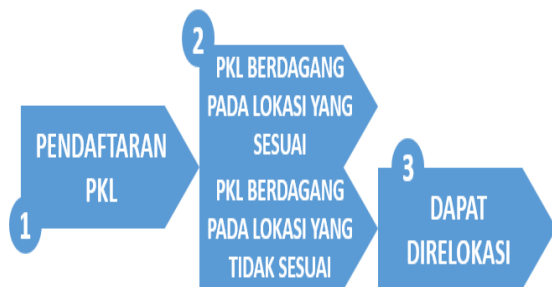 1
PENDAFTARAN
PKL
2
PKL BERDAGANG
PADA LOKASI YANG
SESUAI
PKL BERDAGANG
PADA LOKASI YANG
TIDAK SESUAI
3
DAPAT
DIRELOKASI